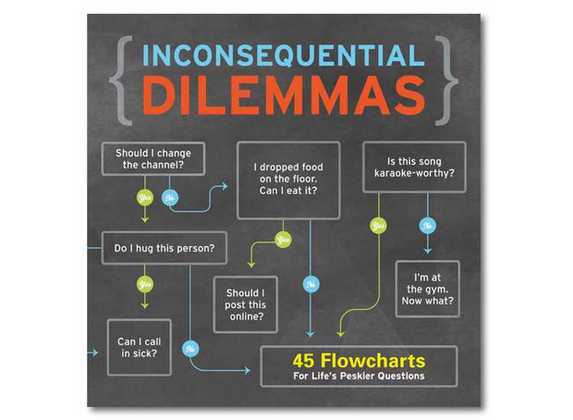 INCONSEQUENTIAL
DILEMMAS
Should I change
the channel?
I dropped food
on the floor.
Can I eat it?
Is this song
karaoke-worthy?
Yes
No
Yes
No
Yes
No
Do I hug this person?
Yes
No
Should I
post this
online?
I'm at
the gym.
Now what?
Can I call
in sick?
45 Flowcharts
For Life's Peskier Questions